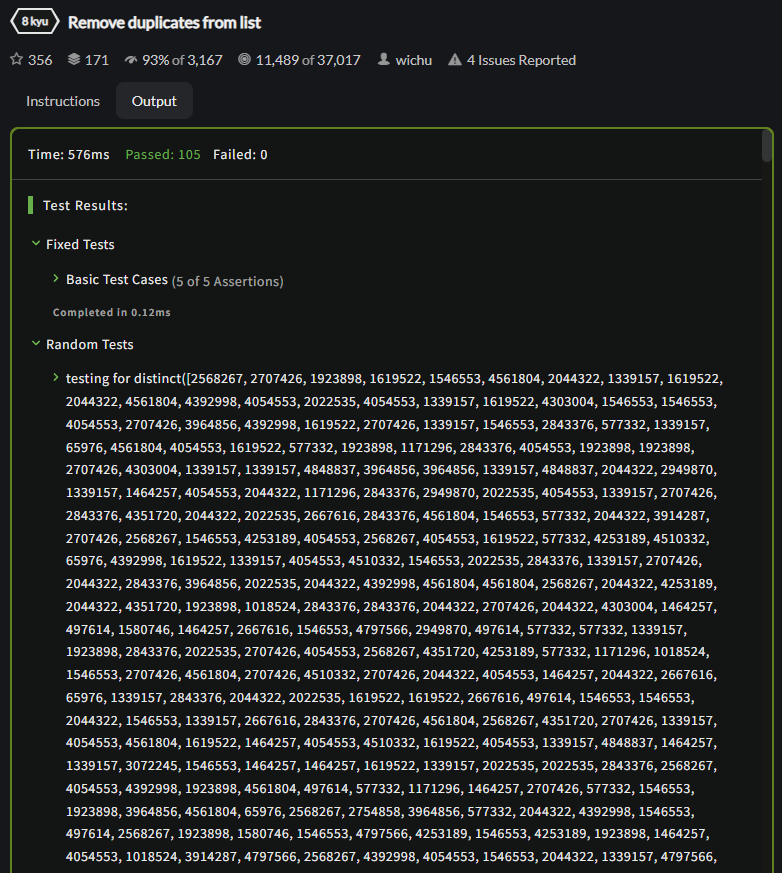 8 kyu Remove duplicates from list
356 171 93% of 3,167 11,489 of 37,017 wichu 4 Issues Reported
Instructions Output
Time: 576ms Passed: 105 Failed: 0
Test Results:
Fixed Tests
Basic Test Cases (5 of 5 Assertions)
Completed in 0.12ms
Random Tests
testing for distinct([2568267, 2707426, 1923898, 1619522, 1546553, 4561804, 2044322, 1339157, 1619522,
2044322, 4561804, 4392998, 4054553, 2022535, 4054553, 1339157, 1619522, 4303004, 1546553, 1546553,
4054553, 2707426, 3964856, 4392998, 1619522, 2707426, 1339157, 1546553, 2843376, 577332, 1339157,
65976, 4561804, 4054553, 1619522, 577332, 1923898, 1171296, 2843376, 4054553, 1923898, 1923898,
2707426, 4303004, 1339157, 1339157, 4848837, 3964856, 3964856, 1339157, 4848837, 2044322, 2949870,
1339157, 1464257, 4054553, 2044322, 1171296, 2843376, 2949870, 2022535, 4054553, 1339157, 2707426,
2843376, 4351720, 2044322, 2022535, 2667616, 2843376, 4561804, 1546553, 577332, 2044322, 3914287,
2707426, 2568267, 1546553, 4253189, 4054553, 2568267, 4054553, 1619522, 577332, 4253189, 4510332,
65976, 4392998, 1619522, 1339157, 4054553, 4510332, 1546553, 2022535, 2843376, 1339157, 2707426,
2044322, 2843376, 3964856, 2022535, 2044322, 4392998, 4561804, 4561804, 2568267, 2044322, 4253189,
2044322, 4351720, 1923898, 1018524, 2843376, 2843376, 2044322, 2707426, 2044322, 4303004, 1464257,
497614, 1580746, 1464257, 2667616, 1546553, 4797566, 2949870, 497614, 577332, 577332, 1339157,
1923898, 2843376, 2022535, 2707426, 4054553, 2568267, 4351720, 4253189, 577332, 1171296, 1018524,
1546553, 2707426, 4561804, 2707426, 4510332, 2707426, 2044322, 4054553, 1464257, 2044322, 2667616,
65976, 1339157, 2843376, 2044322, 2022535, 1619522, 1619522, 2667616, 497614, 1546553, 1546553,
2044322, 1546553, 1339157, 2667616, 2843376, 2707426, 4561804, 2568267, 4351720, 2707426, 1339157,
4054553, 4561804, 1619522, 1464257, 4054553, 4510332, 1619522, 4054553, 1339157, 4848837, 1464257,
1339157, 3072245, 1546553, 1464257, 1464257, 1619522, 1339157, 2022535, 2022535, 2843376, 2568267,
4054553, 4392998, 1923898, 4561804, 497614, 577332, 1171296, 1464257, 2707426, 577332, 1546553,
1923898, 3964856, 4561804, 65976, 2568267, 2754858, 3964856, 577332, 2044322, 4392998, 1546553,
497614, 2568267, 1923898, 1580746, 1546553, 4797566, 4253189, 1546553, 4253189, 1923898, 1464257,
4054553, 1018524, 3914287, 4797566, 2568267, 4392998, 4054553, 1546553, 2044322, 1339157, 4797566,